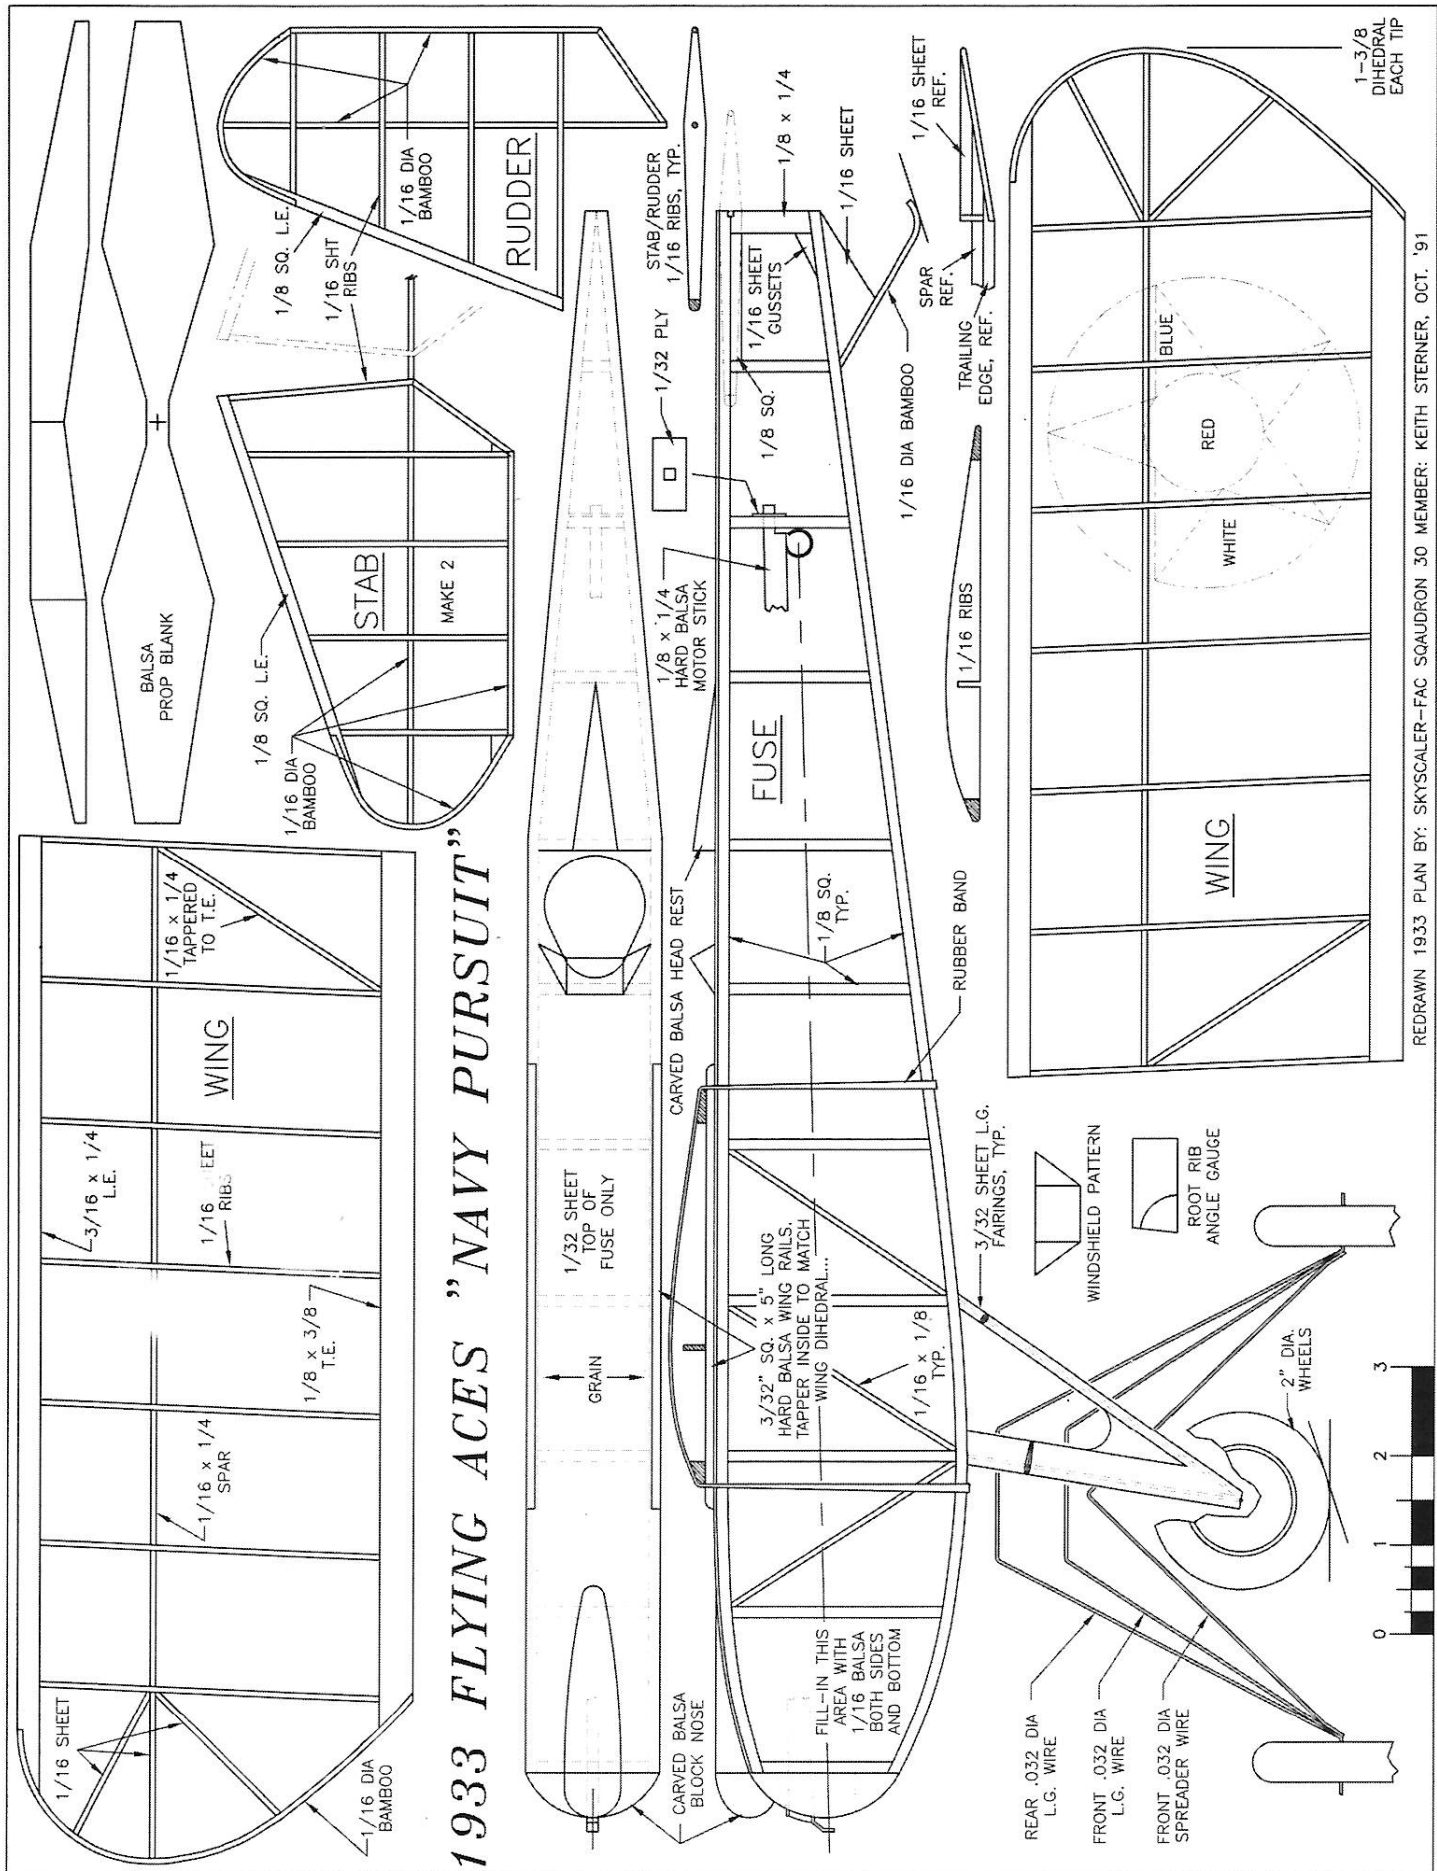 1/16 SHEET
1/16 DIA
BAMBOO
1/16 x 1/4
SPAR
1/8 x 3/8
T.E.
3/16 x 1/4
L.E.
1/16
RIBS
WING
1/16 x 1/4
TAPPERED
TO T.E.
BALSA
PROP BLANK
1/8 SQ. L.E.
1/16 DIA
BAMBOO
STAB
MAKE 2
1/8 SQ. L.E.
1/16 SHT
RIBS
1/16 DIA
BAMBOO
RUDDER
1933 FLYING ACES "NAVY PURSUIT"
CARVED BALSA
BLOCK NOSE
GRAIN
1/32 SHEET
TOP OF
FUSE ONLY
3/32" SQ. x 5" LONG
HARD BALSA WING RAILS.
TAPPER INSIDE TO MATCH
WING DIHEDRAL...
CARVED BALSA HEAD REST
1/8 x 1/4
HARD BALSA
MOTOR STICK
1/32 PLY
STAB/RUDDER
1/16 RIBS, TYP.
1/8 SQ.
1/16 SHEET
GUSSETS
1/8 x 1/4
1/16 SHEET
1/16 DIA BAMBOO
FUSE
1/8 SQ.
TYP.
RUBBER BAND
FILL-IN THIS
AREA WITH
1/16 BALSA
BOTH SIDES
AND BOTTOM
1/16 x 1/8
TYP.
3/32 SHEET L.G.
FAIRINGS, TYP.
WINDSHIELD PATTERN
ROOT RIB
ANGLE GAUGE
REAR .032 DIA
L.G. WIRE
FRONT .032 DIA
L.G. WIRE
FRONT .032 DIA
SPREADER WIRE
2" DIA.
WHEELS
0 1 2 3
1/16 RIBS
TRAILING
EDGE, REF.
SPAR
REF.
1/16 SHEET
REF.
WING
WHITE
RED
BLUE
1-3/8
DIHEDRAL
EACH TIP
REDRAWN 1933 PLAN BY: SKYSCALER-FAC SQAUDRON 30 MEMBER: KEITH STERNER, OCT. '91